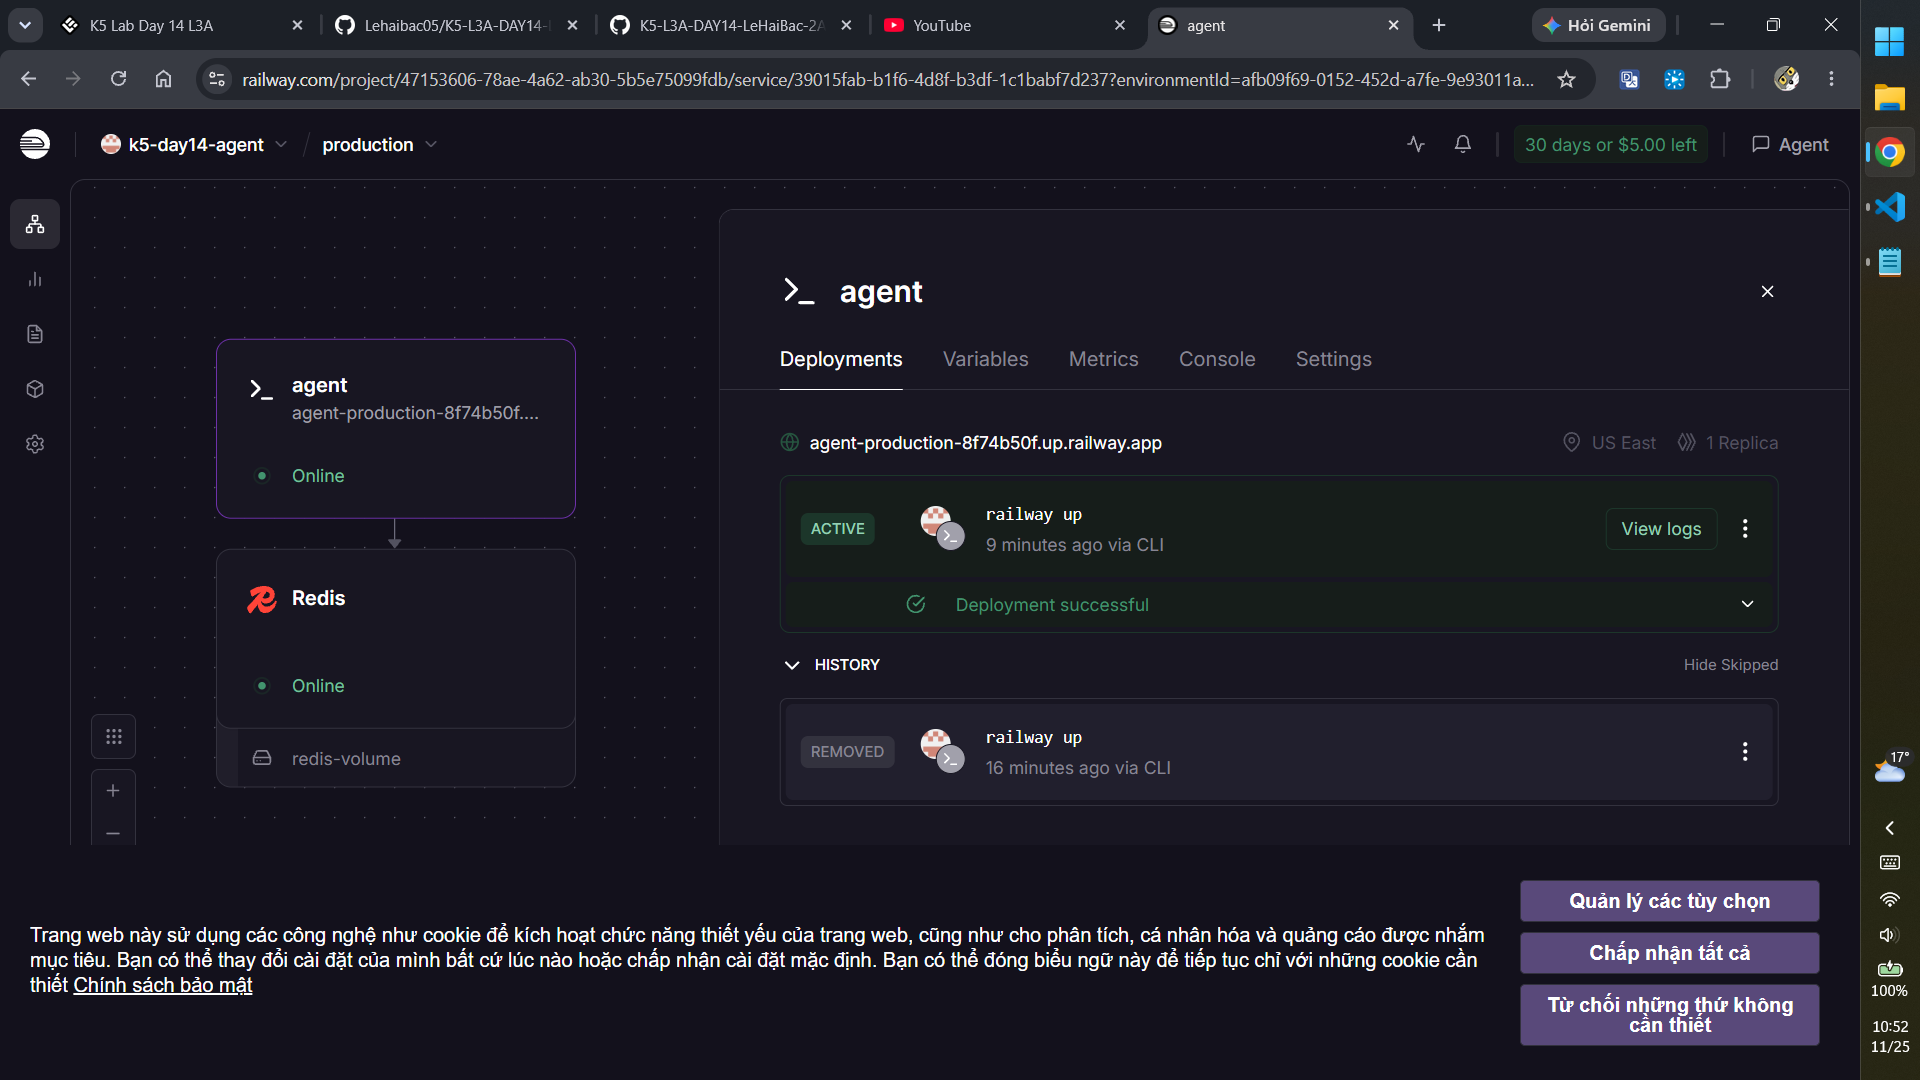 K5 Lab Day 14 L3A
Lehaibac05/K5-L3A-DAY14-
K5-L3A-DAY14-LeHaiBac-2A
YouTube
agent
Hỏi Gemini
railway.com/project/47153606-78ae-4a62-ab30-5b5e75099fdb/service/39015fab-b1f6-4d8f-b3df-1c1babf7d237?environmentId=afb09f69-0152-452d-a7fe-9e93011a...
k5-day14-agent
/
production
30 days or $5.00 left
Agent
agent
Deployments
Variables
Metrics
Console
Settings
agent
agent-production-8f74b50f....
Online
agent-production-8f74b50f.up.railway.app
US East
1 Replica
ACTIVE
railway up
9 minutes ago via CLI
View logs
Deployment successful
Redis
Online
redis-volume
HISTORY
Hide Skipped
REMOVED
railway up
16 minutes ago via CLI
Trang web này sử dụng các công nghệ như cookie để kích hoạt chức năng thiết yếu của trang web, cũng như cho phân tích, cá nhân hóa và quảng cáo được nhắm
mục tiêu. Bạn có thể thay đổi cài đặt của mình bất cứ lúc nào hoặc chấp nhận cài đặt mặc định. Bạn có thể đóng biểu ngữ này để tiếp tục chỉ với những cookie cần
thiết Chính sách bảo mật
Quản lý các tùy chọn
Chấp nhận tất cả
Từ chối những thứ không
cần thiết
17°
100%
10:52
11/25